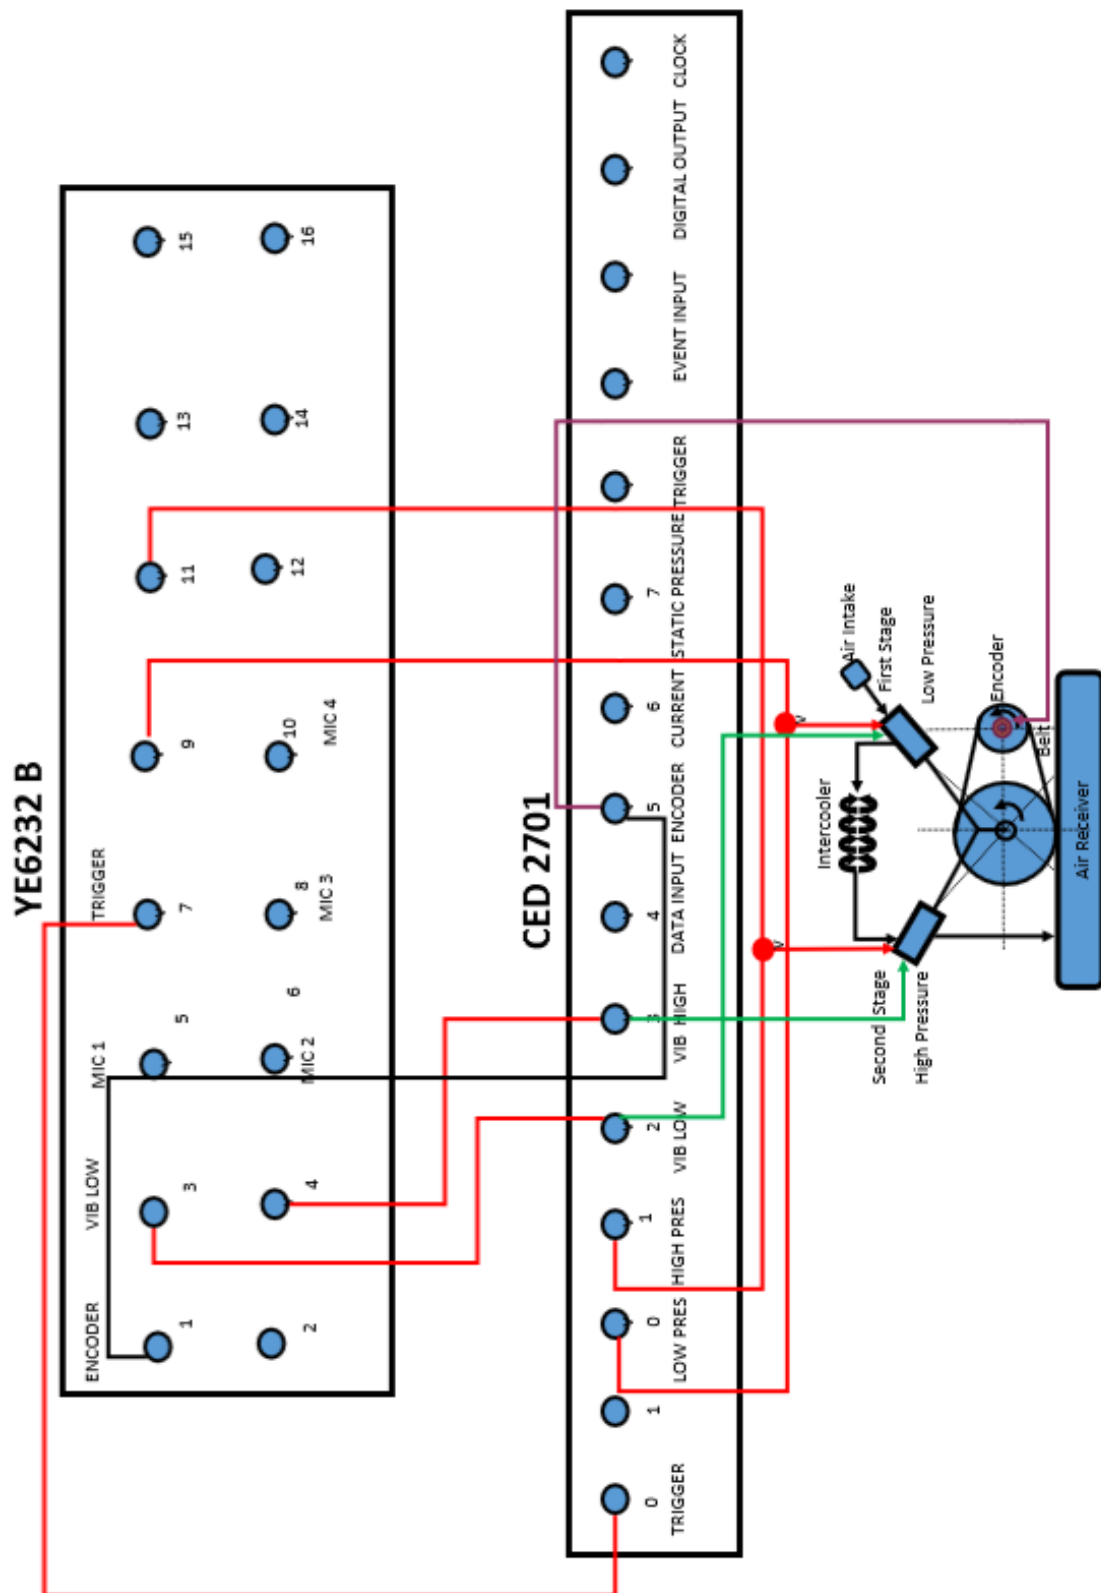 YE6232 B
ENCODER
VIB LOW
MIC 1
TRIGGER
1
3
5
7
9
11
13
15
2
4
6
8
10
12
14
16
MIC 2
MIC 3
MIC 4
CED 2701
0
1
0
1
2
3
4
5
6
7
TRIGGER
LOW PRES
HIGH PRES
VIB LOW
VIB HIGH
DATA INPUT
ENCODER
CURRENT
STATIC PRESSURE
TRIGGER
EVENT INPUT
DIGITAL OUTPUT
CLOCK
V
V
Second Stage
High Pressure
Intercooler
Air Intake
First Stage
Low Pressure
Encoder
Belt
Air Receiver